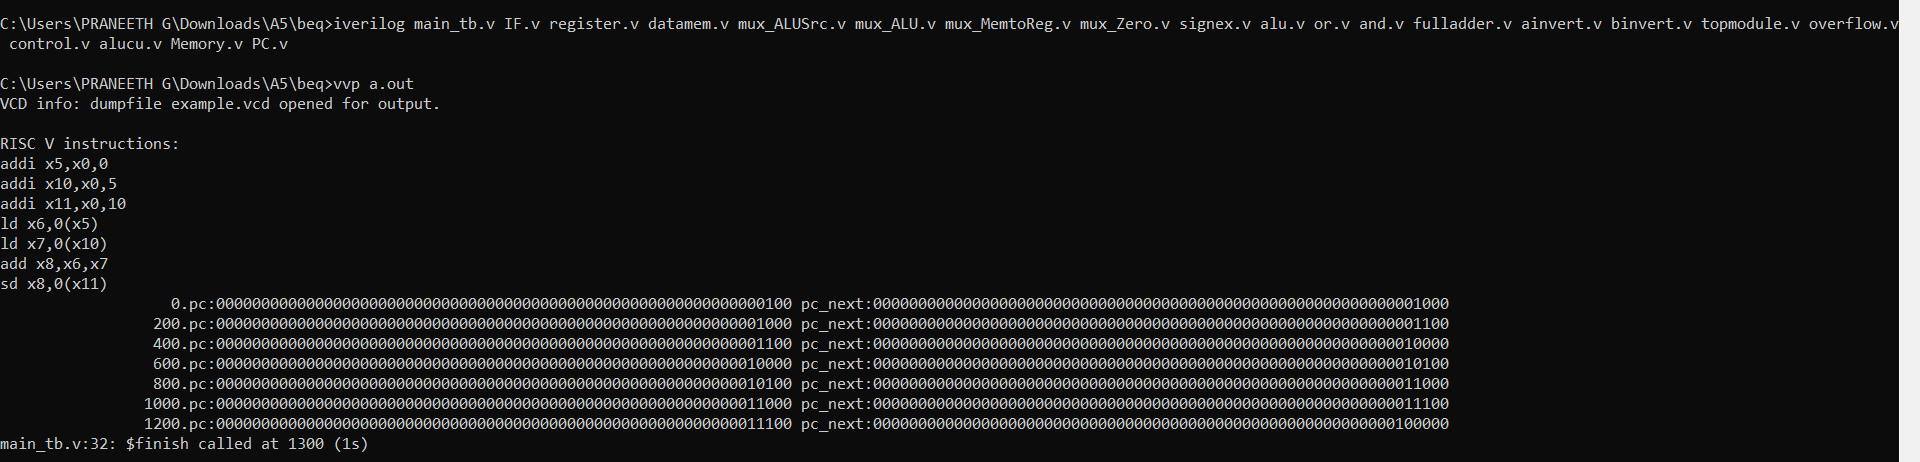 C:\Users\PRANEETH G\Downloads\A5\beq>iverilog main_tb.v IF.v register.v datamem.v mux_ALUSrc.v mux_ALU.v mux_MemtoReg.v mux_Zero.v signex.v alu.v or.v and.v fulladder.v ainvert.v binvert.v topmodule.v overflow.v
control.v alucu.v Memory.v PC.v
C:\Users\PRANEETH G\Downloads\A5\beq>vvp a.out
VCD info: dumpfile example.vcd opened for output.
RISC V instructions:
addi x5,x0,0
addi x10,x0,5
addi x11,x0,10
ld x6,0(x5)
ld x7,0(x10)
add x8,x6,x7
sd x8,0(x11)
0.pc:0000000000000000000000000000000000000000000000000000000000000100 pc_next:0000000000000000000000000000000000000000000000000000000000001000
200.pc:0000000000000000000000000000000000000000000000000000000000001000 pc_next:0000000000000000000000000000000000000000000000000000000000001100
400.pc:0000000000000000000000000000000000000000000000000000000000001100 pc_next:0000000000000000000000000000000000000000000000000000000000010000
600.pc:0000000000000000000000000000000000000000000000000000000000010000 pc_next:0000000000000000000000000000000000000000000000000000000000010100
800.pc:0000000000000000000000000000000000000000000000000000000000010100 pc_next:0000000000000000000000000000000000000000000000000000000000011000
1000.pc:0000000000000000000000000000000000000000000000000000000000011000 pc_next:0000000000000000000000000000000000000000000000000000000000011100
1200.pc:0000000000000000000000000000000000000000000000000000000000011100 pc_next:0000000000000000000000000000000000000000000000000000000000100000
main_tb.v:32: $finish called at 1300 (1s)